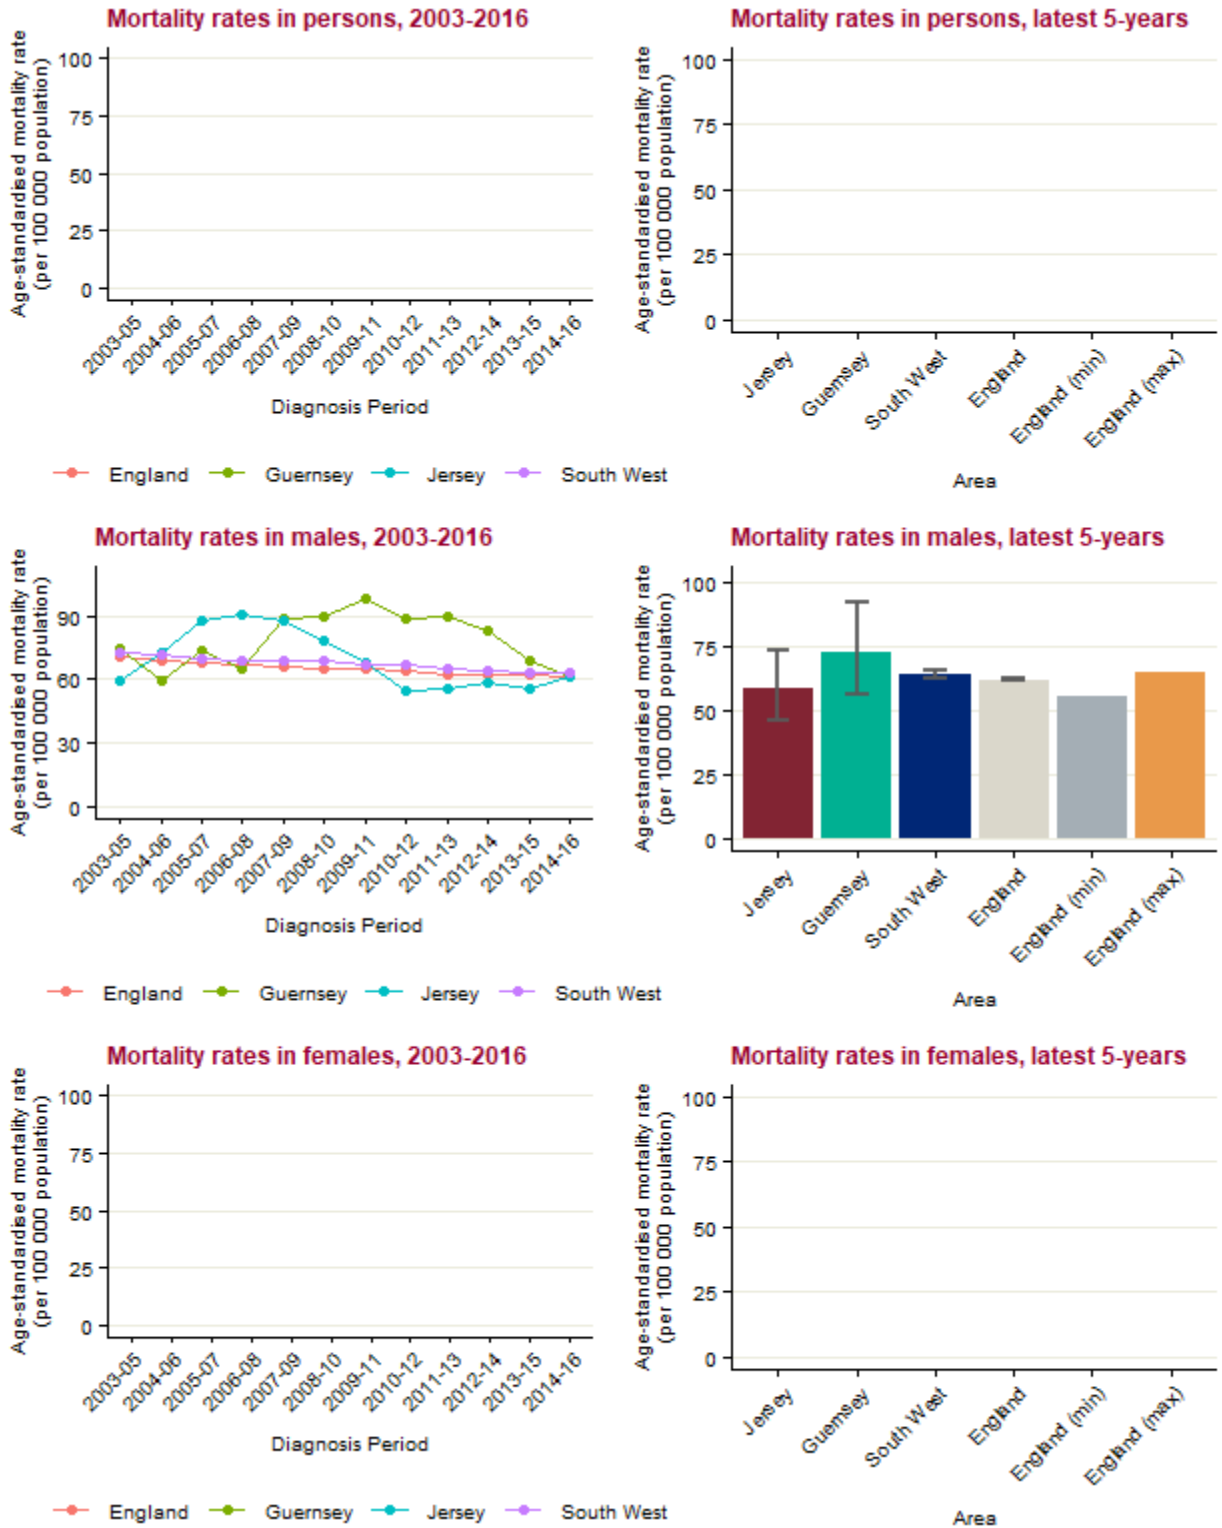 Mortality rates in persons, 2003-2016
Age-standardised mortality rate
(per 100 000 population)
100
75
50
25
0
2003-05
2004-06
2005-07
2006-08
2007-09
2008-10
2009-11
2010-12
2011-13
2012-14
2013-15
2014-16
Diagnosis Period
England Guernsey Jersey South West
Mortality rates in persons, latest 5-years
Age-standardised mortality rate
(per 100 000 population)
100
75
50
25
0
Jersey
Guernsey
South West
England
England (min)
England (max)
Area
Mortality rates in males, 2003-2016
Age-standardised mortality rate
(per 100 000 population)
90
60
30
0
2003-05
2004-06
2005-07
2006-08
2007-09
2008-10
2009-11
2010-12
2011-13
2012-14
2013-15
2014-16
Diagnosis Period
England Guernsey Jersey South West
Mortality rates in males, latest 5-years
Age-standardised mortality rate
(per 100 000 population)
100
75
50
25
0
Jersey
Guernsey
South West
England
England (min)
England (max)
Area
Mortality rates in females, 2003-2016
Age-standardised mortality rate
(per 100 000 population)
100
75
50
25
0
2003-05
2004-06
2005-07
2006-08
2007-09
2008-10
2009-11
2010-12
2011-13
2012-14
2013-15
2014-16
Diagnosis Period
England Guernsey Jersey South West
Mortality rates in females, latest 5-years
Age-standardised mortality rate
(per 100 000 population)
100
75
50
25
0
Jersey
Guernsey
South West
England
England (min)
England (max)
Area